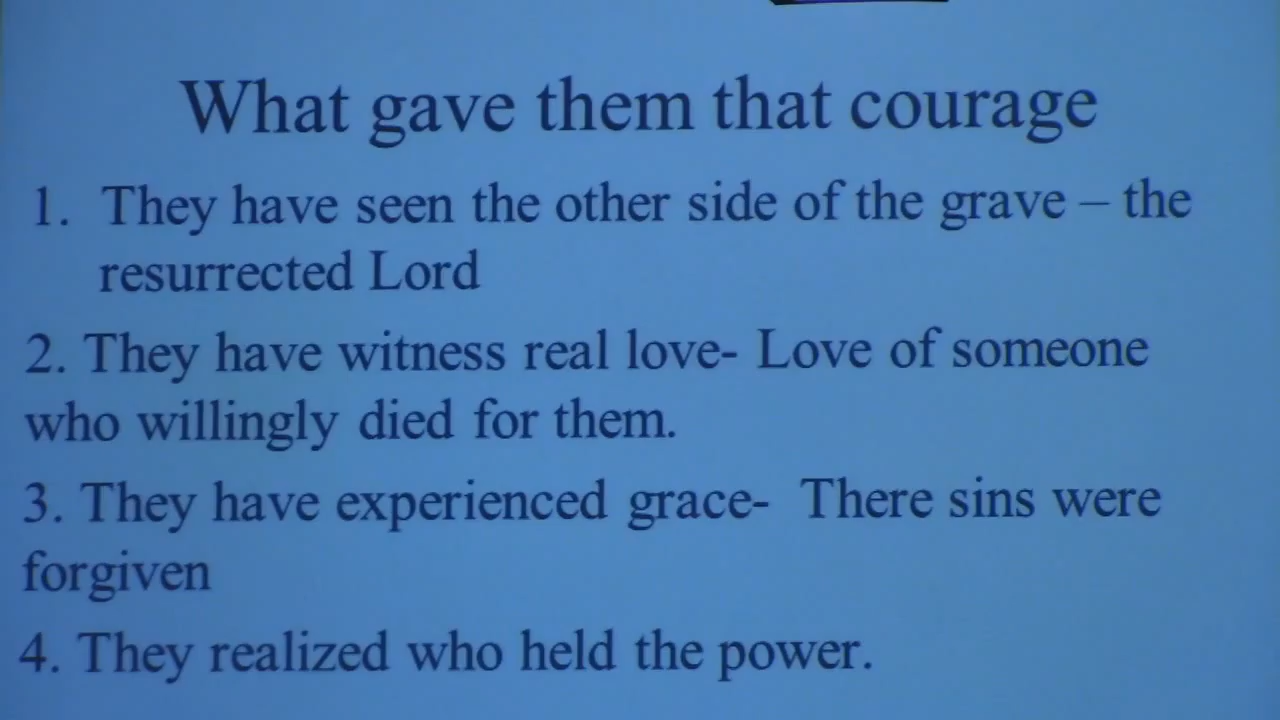 What gave them that courage
1. They have seen the other side of the grave – the
resurrected Lord
2. They have witness real love- Love of someone
who willingly died for them.
3. They have experienced grace- There sins were
forgiven
4. They realized who held the power.